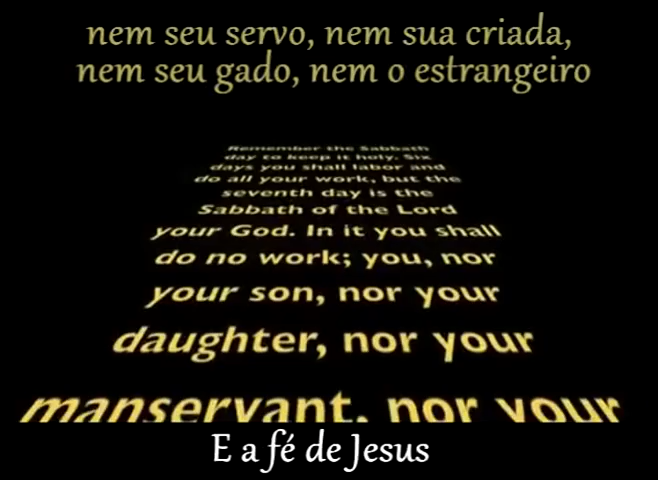 nem seu servo, nem sua criada,
nem seu gado, nem o estrangeiro
Remember the Sabbath
day to keep it holy. Six
days you shall labor and
do all your work, but the
seventh day is the
Sabbath of the Lord
your God. In it you shall
do no work; you, nor
your son, nor your
daughter, nor your
manservant, nor your
E a fé de Jesus